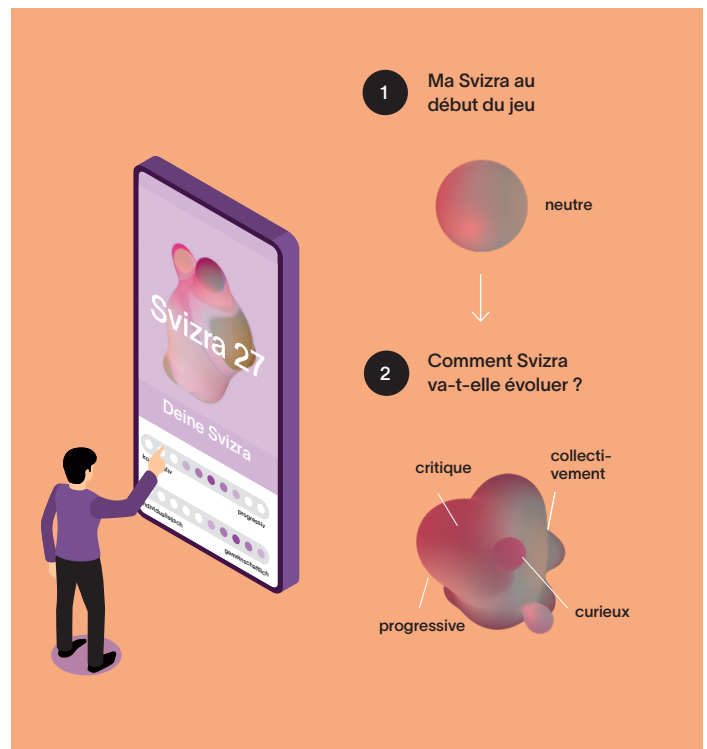 1
Ma Svizra au
début du jeu
neutre
2
Comment Svizra
va-t-elle évoluer ?
critique
collecti-
vement
progressive
curieux
Svizra 27
Deine Svizra
progressiv
individualistisch
gemeinschaftlich